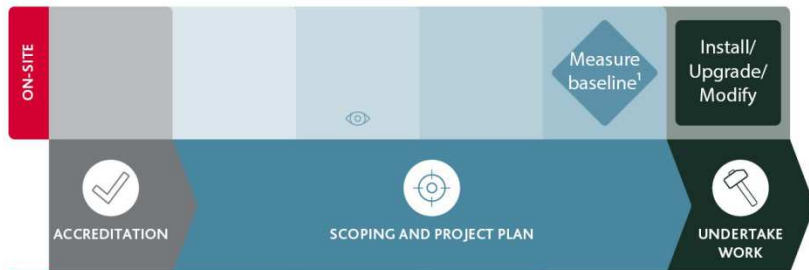 ON-SITE
Measure
baseline¹
Install/
Upgrade/
Modify
ACCREDITATION
SCOPING AND PROJECT PLAN
UNDERTAKE
WORK